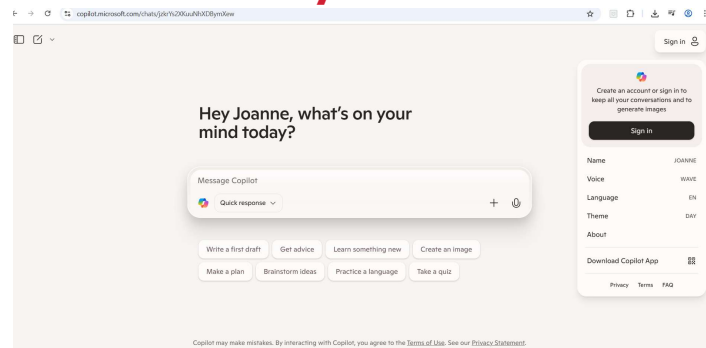 copilot.microsoft.com/chats/jzkrYs2XKuuNhXDBymXew
Sign in
Create an account or sign in to
keep all your conversations and to
generate images
Sign in
Name JOANNE
Voice WAVE
Language EN
Theme DAY
About
Download Copilot App
Privacy Terms FAQ
Hey Joanne, what's on your
mind today?
Message Copilot
Quick response
Write a first draft Get advice Learn something new Create an image
Make a plan Brainstorm ideas Practice a language Take a quiz
Copilot may make mistakes. By interacting with Copilot, you agree to the Terms of Use. See our Privacy Statement.